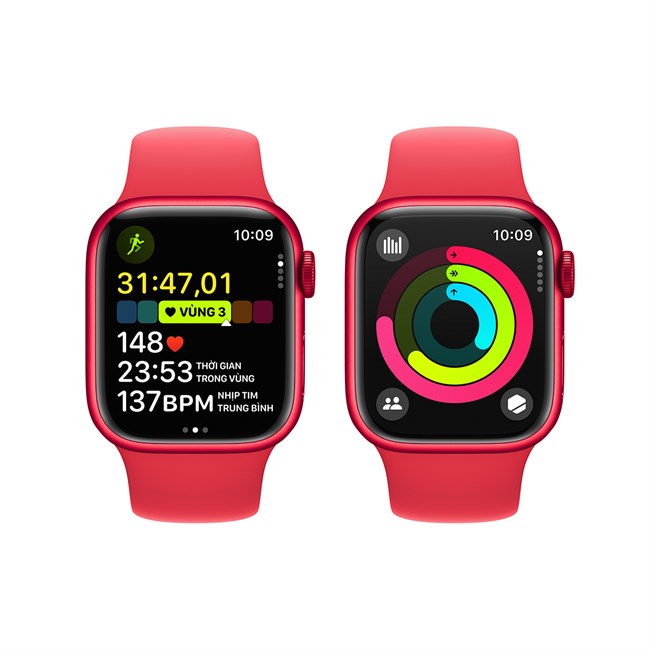 10:09
31:47,01
VÙNG 3
148
23:53 THỜI GIAN
TRONG VÙNG
137BPM NHỊP TIM
TRUNG BÌNH
10:09